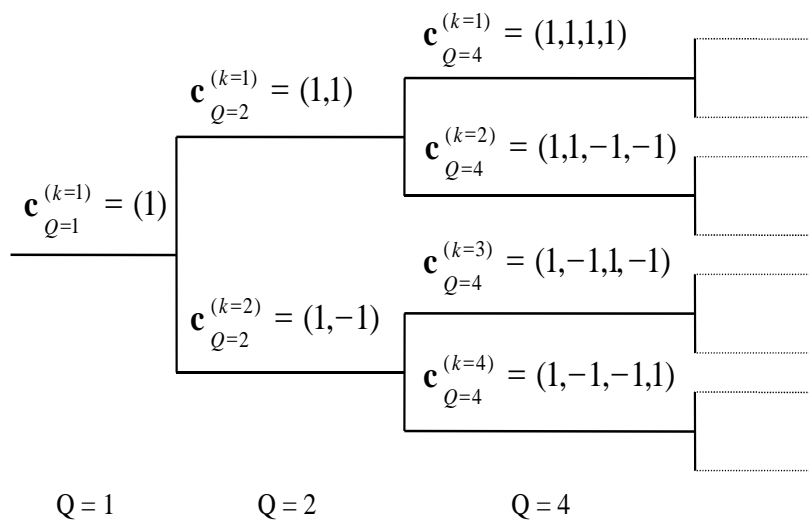 c_{Q=4}^{(k=1)} = (1,1,1,1)
c_{Q=2}^{(k=1)} = (1,1)
c_{Q=4}^{(k=2)} = (1,1,−1,−1)
c_{Q=1}^{(k=1)} = (1)
c_{Q=4}^{(k=3)} = (1,−1,1,−1)
c_{Q=2}^{(k=2)} = (1,−1)
c_{Q=4}^{(k=4)} = (1,−1,−1,1)
Q = 1
Q = 2
Q = 4